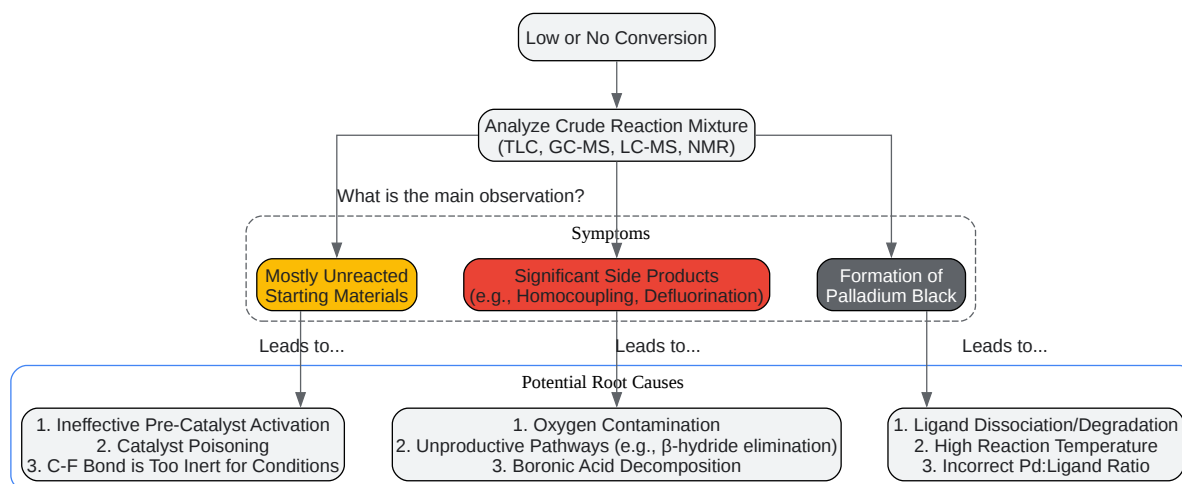 Low or No Conversion
Analyze Crude Reaction Mixture
(TLC, GC-MS, LC-MS, NMR)
What is the main observation?
Symptoms
Mostly Unreacted
Starting Materials
Significant Side Products
(e.g., Homocoupling, Defluorination)
Formation of
Palladium Black
Leads to...
Leads to...
Leads to...
Potential Root Causes
1. Ineffective Pre-Catalyst Activation
2. Catalyst Poisoning
3. C-F Bond is Too Inert for Conditions
1. Oxygen Contamination
2. Unproductive Pathways (e.g., β-hydride elimination)
3. Boronic Acid Decomposition
1. Ligand Dissociation/Degradation
2. High Reaction Temperature
3. Incorrect Pd:Ligand Ratio